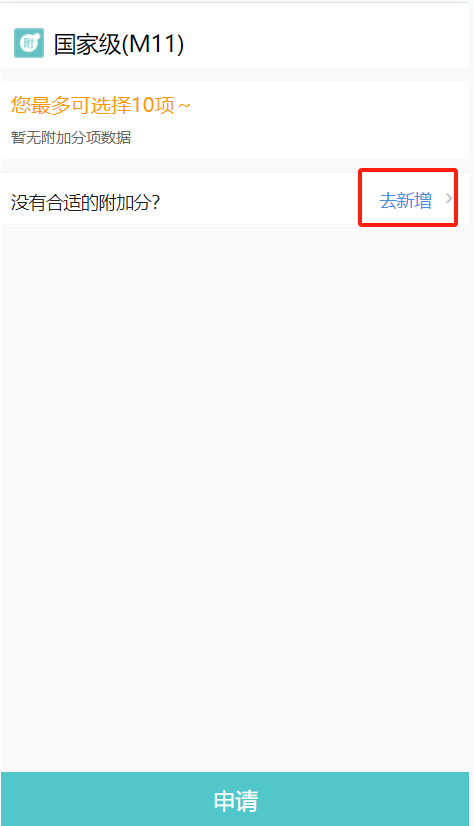 附
国家级(M11)
您最多可选择10项～
暂无附加分项数据
没有合适的附加分？
去新增
申请